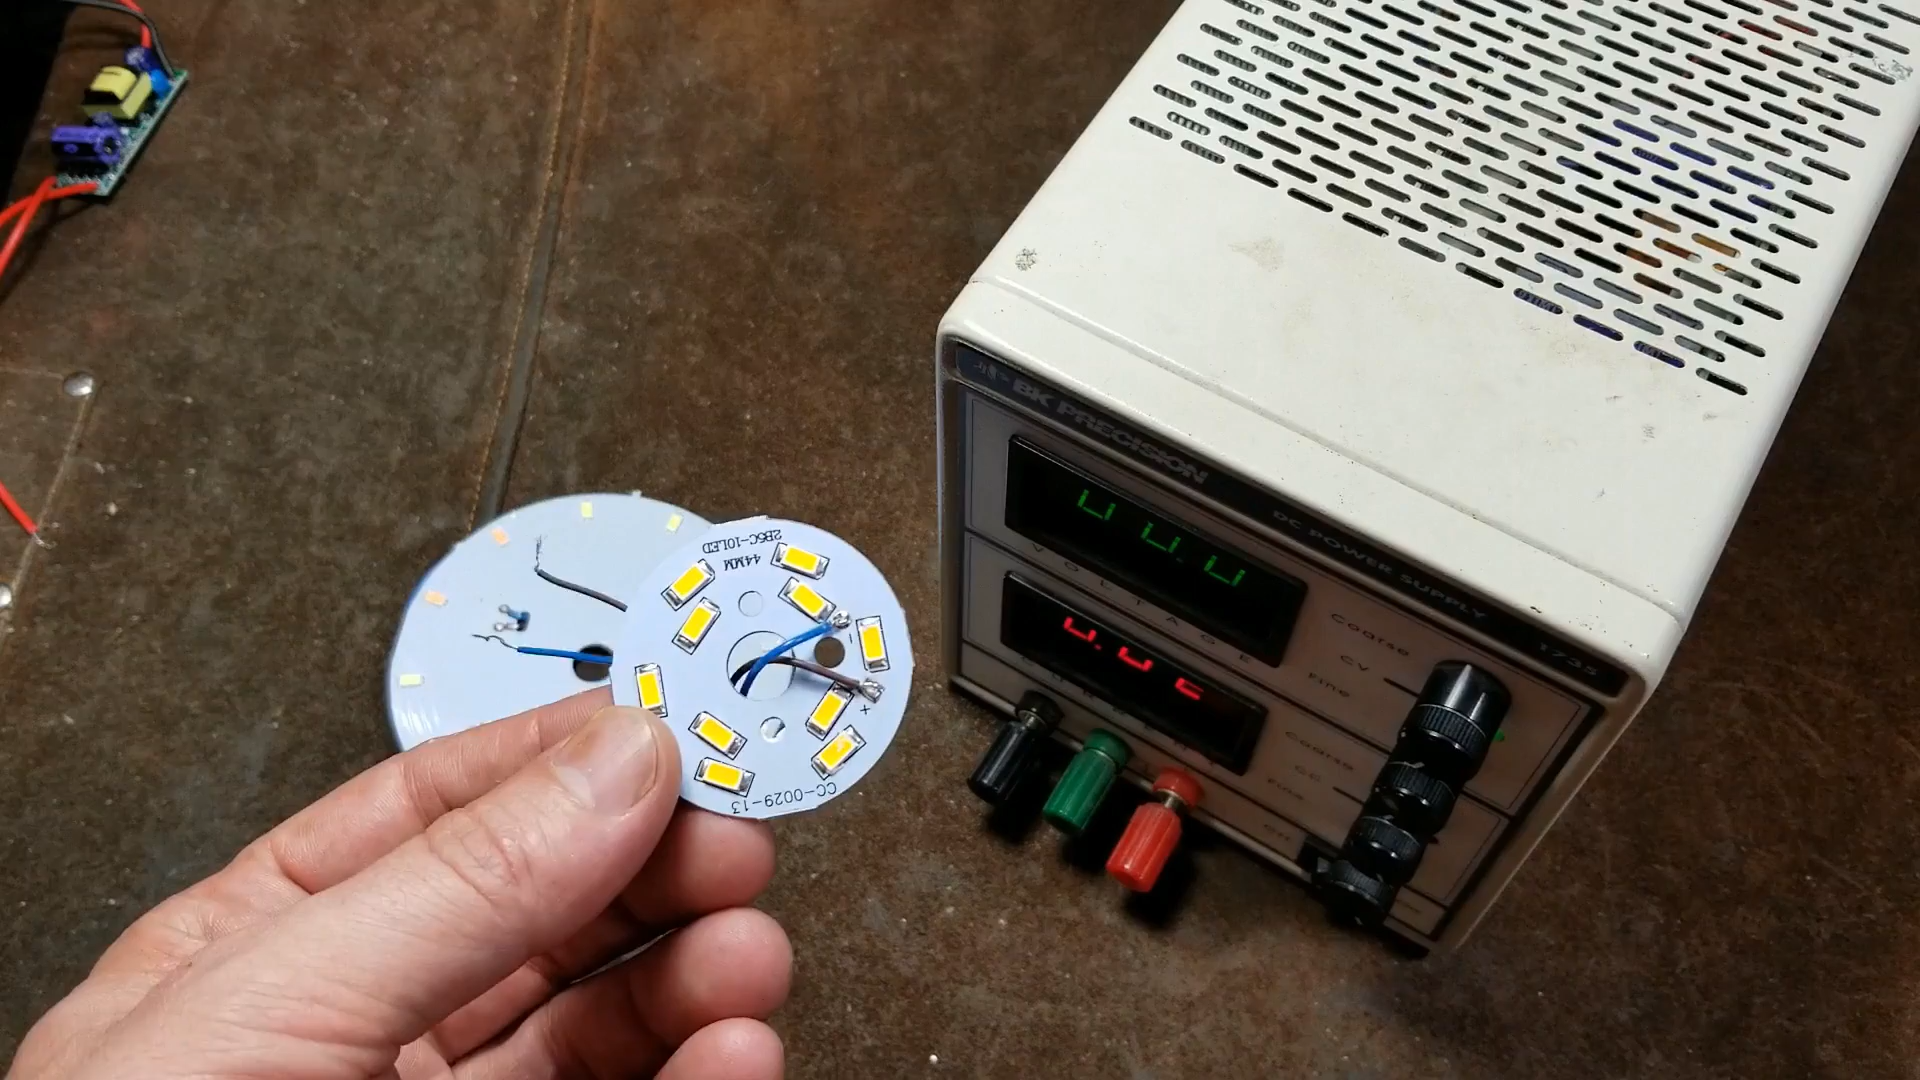 BK PRECISION
DC POWER SUPPLY 1735
VOLTAGE
Coarse
CV
Fine
Coarse
CC
Fine
Off
2B5C-10LED
44MM
-
+
CC-0029-13